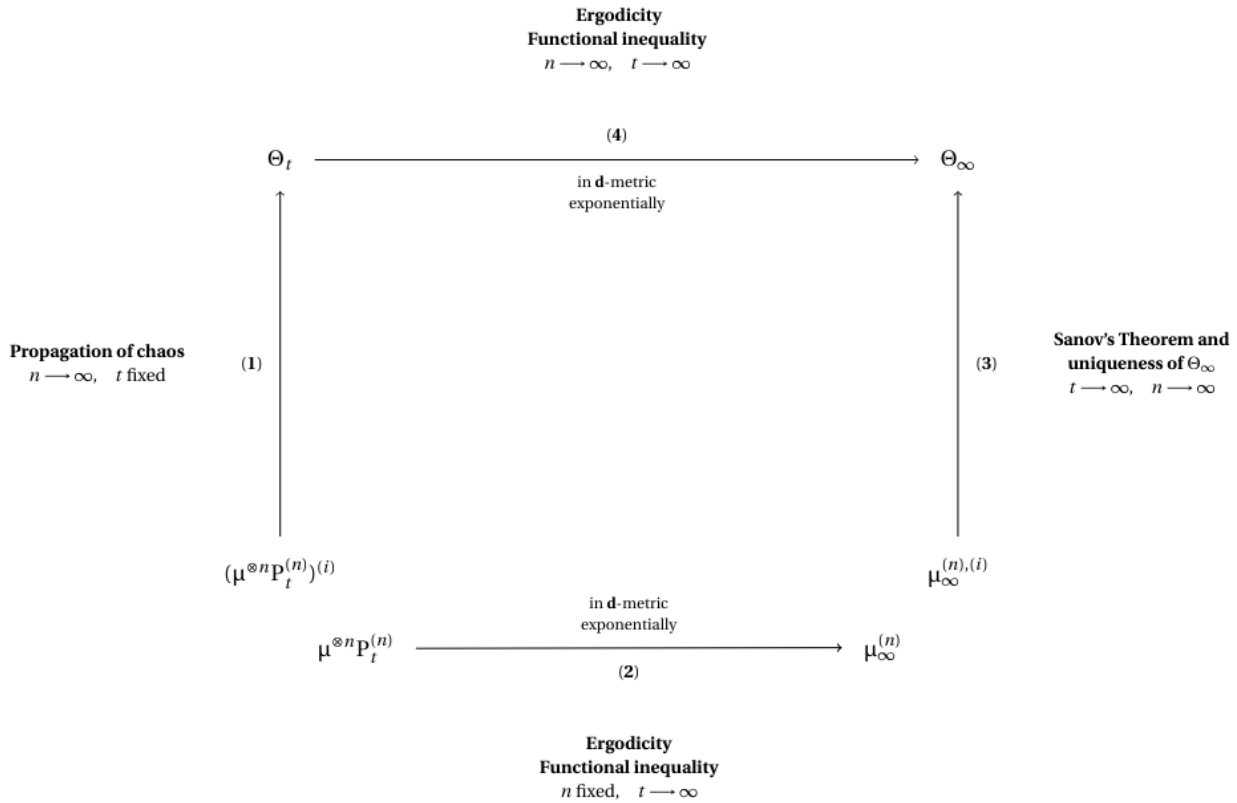 Ergodicity
Functional inequality
n ⟶ ∞, t ⟶ ∞
(4)
Θ_t
Θ_∞
in d-metric
exponentially
Propagation of chaos
n ⟶ ∞, t fixed
(1)
Sanov's Theorem and
uniqueness of Θ_∞
t ⟶ ∞, n ⟶ ∞
(3)
(μ^{⊗n}P_t^{(n)})^{(i)}
μ_∞^{(n),(i)}
in d-metric
exponentially
μ^{⊗n}P_t^{(n)}
μ_∞^{(n)}
(2)
Ergodicity
Functional inequality
n fixed, t ⟶ ∞